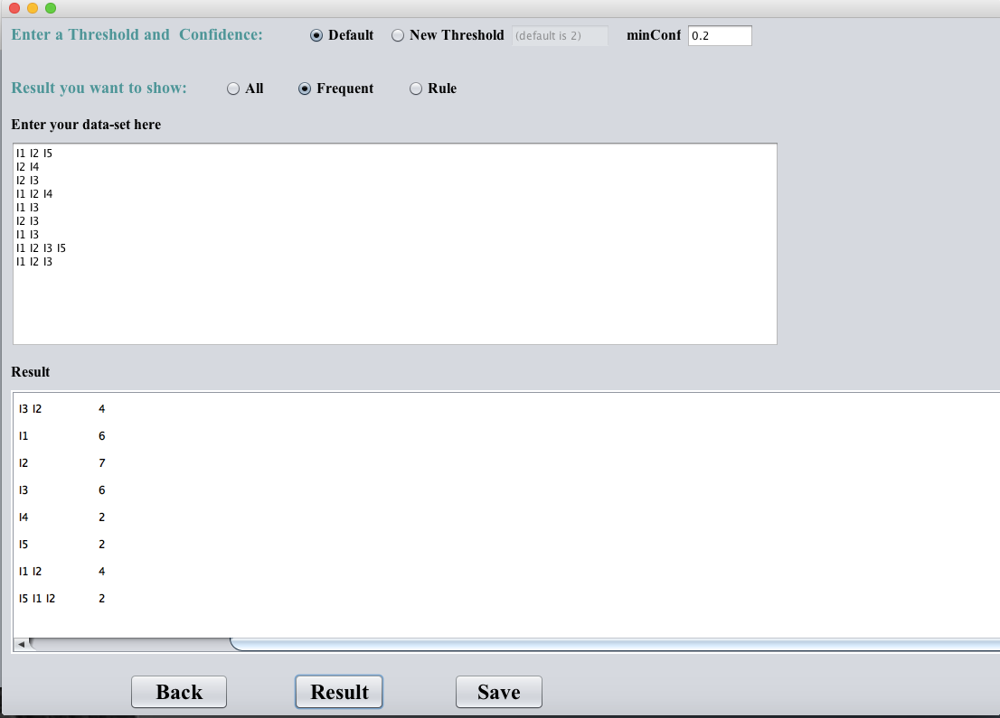 Enter a Threshold and Confidence: Default New Threshold (default is 2) minConf 0.2
Result you want to show: All Frequent Rule
Enter your data-set here
I1 I2 I5
I2 I4
I2 I3
I1 I2 I4
I1 I3
I2 I3
I1 I3
I1 I2 I3 I5
I1 I2 I3
Result
I3 I2 4
I1 6
I2 7
I3 6
I4 2
I5 2
I1 I2 4
I5 I1 I2 2
Back Result Save